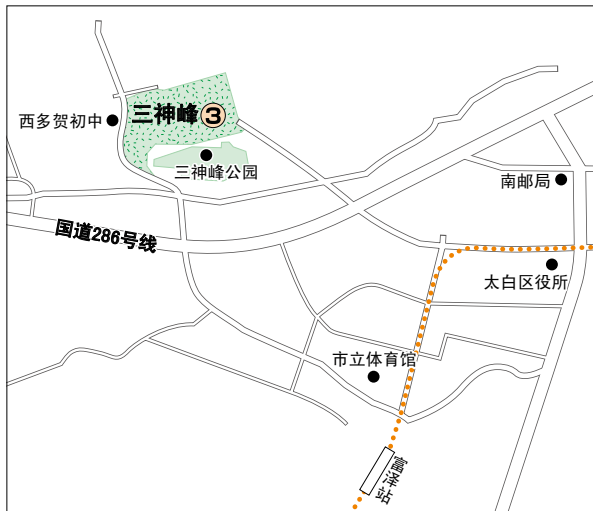 三神峰③
西多贺初中
三神峰公园
南邮局
国道286号线
太白区役所
市立体育馆
富泽站